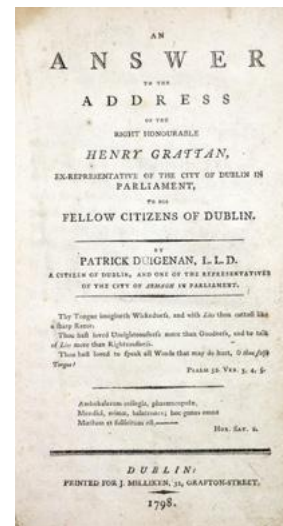 AN
ANSWER
TO THE
ADDRESS
OF THE
RIGHT HONOURABLE
HENRY GRATTAN,
EX-REPRESENTATIVE OF THE CITY OF DUBLIN IN
PARLIAMENT,
TO HIS
FELLOW CITIZENS OF DUBLIN.
BY
PATRICK DUIGENAN, L.L.D.
A CITIZEN OF DUBLIN, AND ONE OF THE REPRESENTATIVES
OF THE CITY OF ARMAGH IN PARLIAMENT.
Thy Tongue imagineth Wickedness, and with Lies thou cuttest like
a sharp Razor.
Thou hast loved Unrighteousness more than Goodness, and to talk
of Lies more than Righteousness.
Thou hast loved to speak all Words that may do hurt, O thou false
Tongue!
PSALM 52. VER. 3, 4, 5.
Ambubaiarum collegia, pharmacopolæ,
Mendici, mimæ, balatrones; hoc genus omne
Mæstum et sollicitum est,
HOR. SAT. 2.
DUBLIN:
PRINTED FOR J. MILLIKEN, 32, GRAFTON-STREET.
1798.